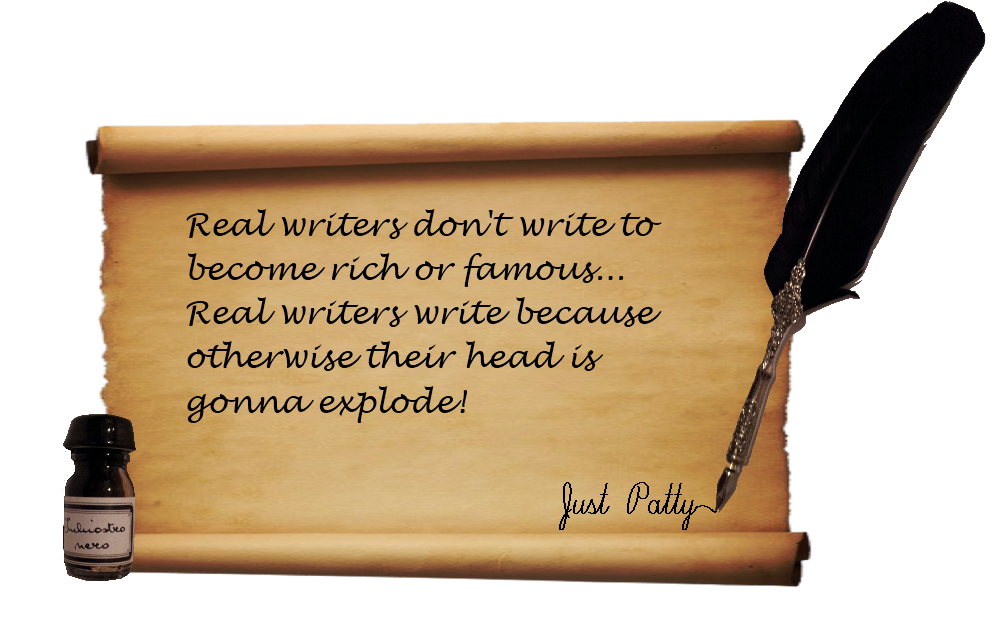 Real writers don't write to
become rich or famous...
Real writers write because
otherwise their head is
gonna explode!
Just Patty
Inchiostro
nero